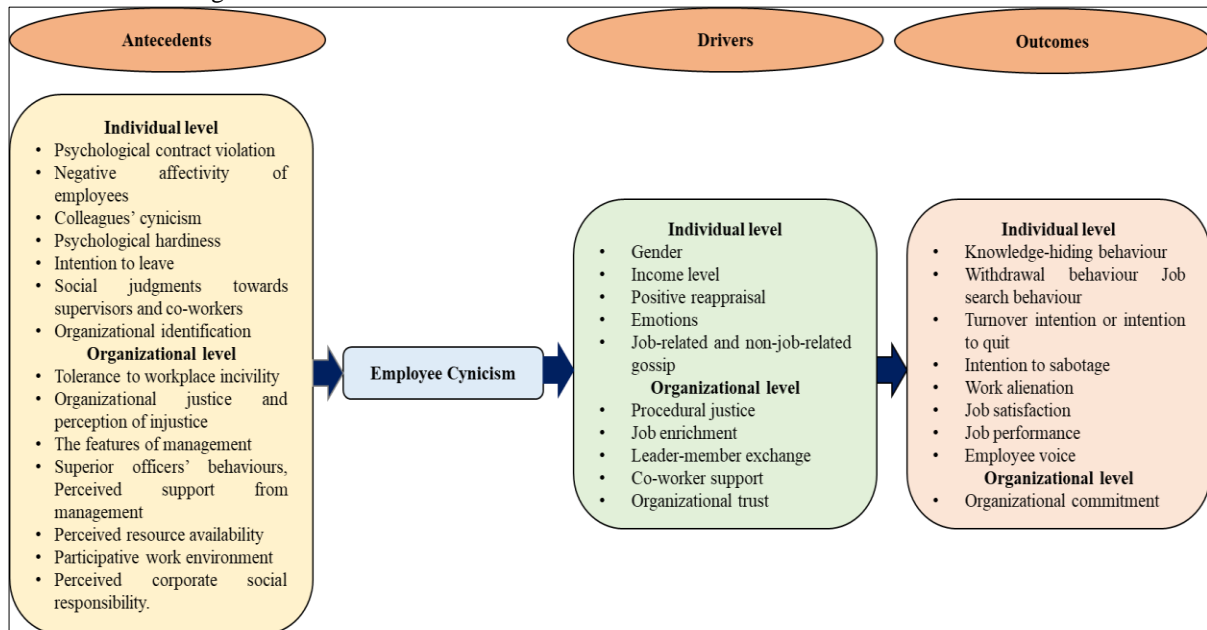 Antecedents
Drivers
Outcomes
Individual level
• Psychological contract violation
• Negative affectivity of
employees
• Colleagues’ cynicism
• Psychological hardiness
• Intention to leave
• Social judgments towards
supervisors and co-workers
• Organizational identification
Organizational level
• Tolerance to workplace incivility
• Organizational justice and
perception of injustice
• The features of management
• Superior officers’ behaviours,
Perceived support from
management
• Perceived resource availability
• Participative work environment
• Perceived corporate social
responsibility.
Employee Cynicism
Individual level
• Gender
• Income level
• Positive reappraisal
• Emotions
• Job-related and non-job-related
gossip
Organizational level
• Procedural justice
• Job enrichment
• Leader-member exchange
• Co-worker support
• Organizational trust
Individual level
• Knowledge-hiding behaviour
• Withdrawal behaviour Job
search behaviour
• Turnover intention or intention
to quit
• Intention to sabotage
• Work alienation
• Job satisfaction
• Job performance
• Employee voice
Organizational level
• Organizational commitment